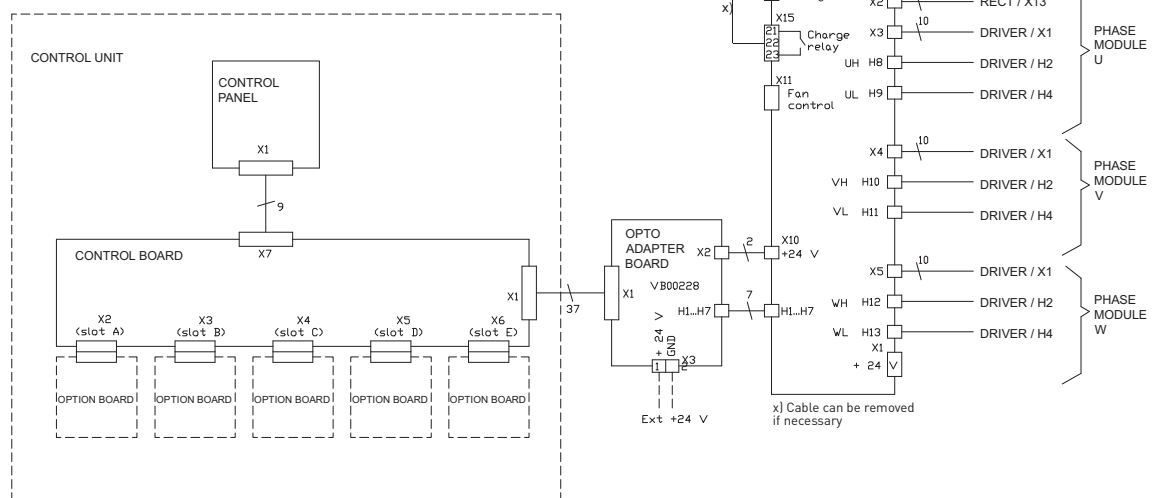 CONTROL UNIT
CONTROL
PANEL
X1
9
X7
CONTROL BOARD
X1
37
X2
(slot A)
X3
(slot B)
X4
(slot C)
X5
(slot D)
X6
(slot E)
OPTION BOARD
OPTION BOARD
OPTION BOARD
OPTION BOARD
OPTION BOARD
OPTO
ADAPTER
BOARD
X2
X1
VB00228
H1...H7
+ 24 V
GND
X3
1
2
Ext +24 V
2
7
x)
X15
21
22
23
Charge
relay
X11
Fan
control
X10
+24 V
H1...H7
X2
RECT / X13
X3
10
DRIVER / X1
UH H8
DRIVER / H2
UL H9
DRIVER / H4
PHASE
MODULE
U
X4
10
DRIVER / X1
VH H10
DRIVER / H2
VL H11
DRIVER / H4
PHASE
MODULE
V
X5
10
DRIVER / X1
WH H12
DRIVER / H2
WL H13
DRIVER / H4
PHASE
MODULE
W
X1
+ 24 V
x) Cable can be removed
if necessary